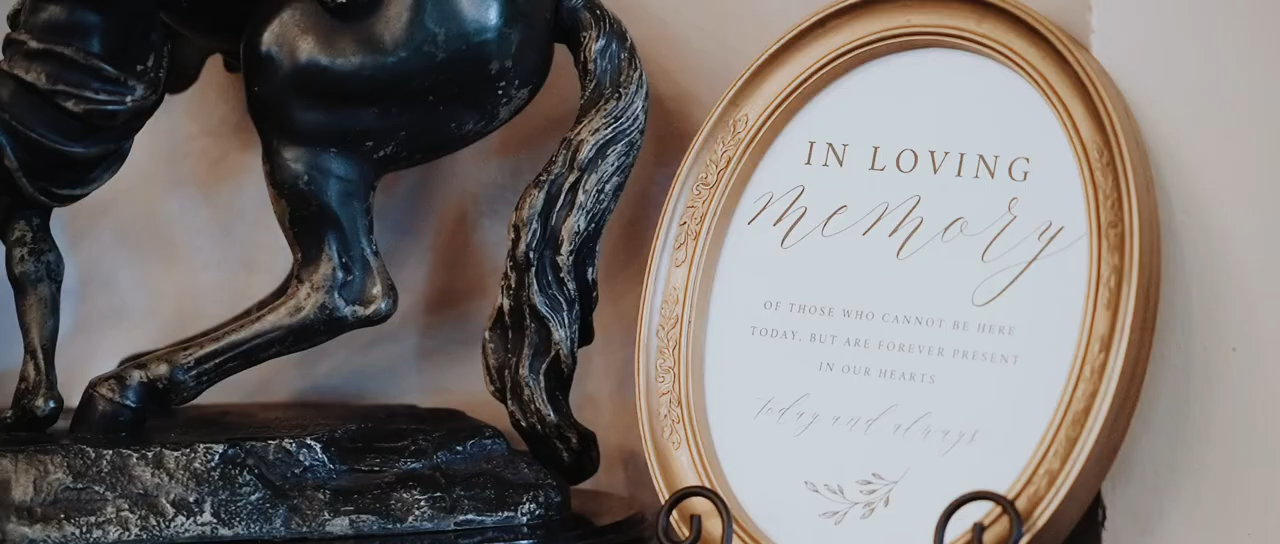 IN LOVING
memory
OF THOSE WHO CANNOT BE HERE
TODAY, BUT ARE FOREVER PRESENT
IN OUR HEARTS
today and always